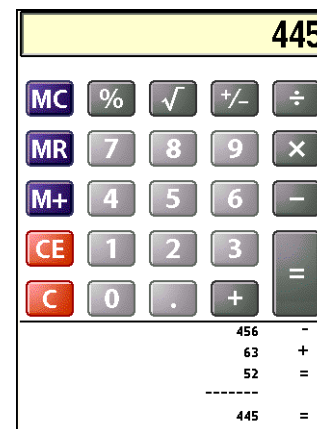 445
MC % √ +/- ÷
MR 7 8 9 ×
M+ 4 5 6 −
CE 1 2 3
C 0 . + =
456 -
63 +
52 =
-------
445 =